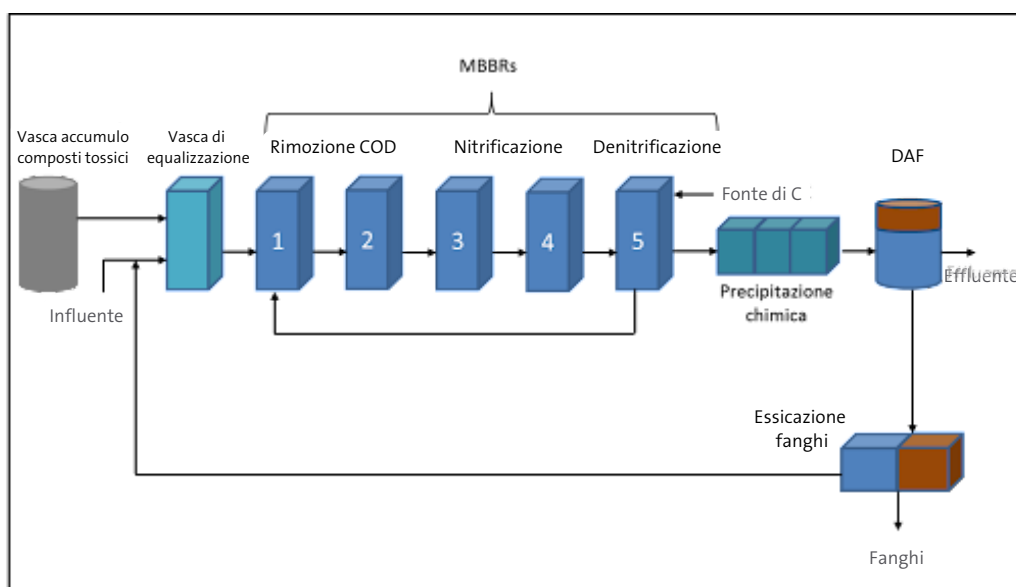 MBBRs
Vasca accumulo
composti tossici
Vasca di
equalizzazione
Rimozione COD
Nitrificazione
Denitrificazione
DAF
Fonte di C
1
2
3
4
5
Influente
Precipitazione
chimica
Effluente
Essicazione
fanghi
Fanghi